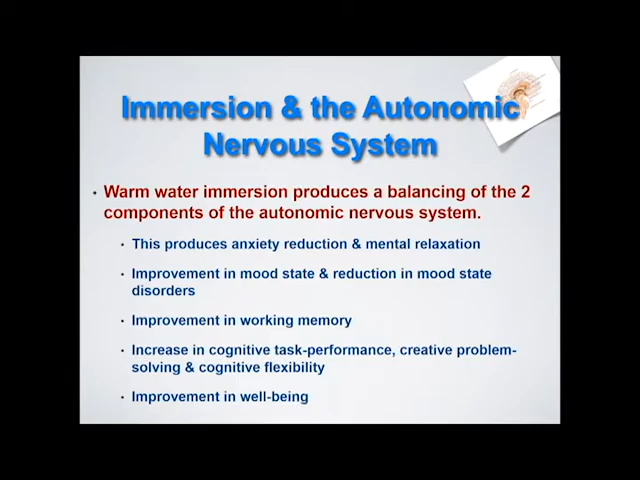 Immersion & the Autonomic
Nervous System
• Warm water immersion produces a balancing of the 2
components of the autonomic nervous system.
• This produces anxiety reduction & mental relaxation
• Improvement in mood state & reduction in mood state
disorders
• Improvement in working memory
• Increase in cognitive task-performance, creative problem-
solving & cognitive flexibility
• Improvement in well-being